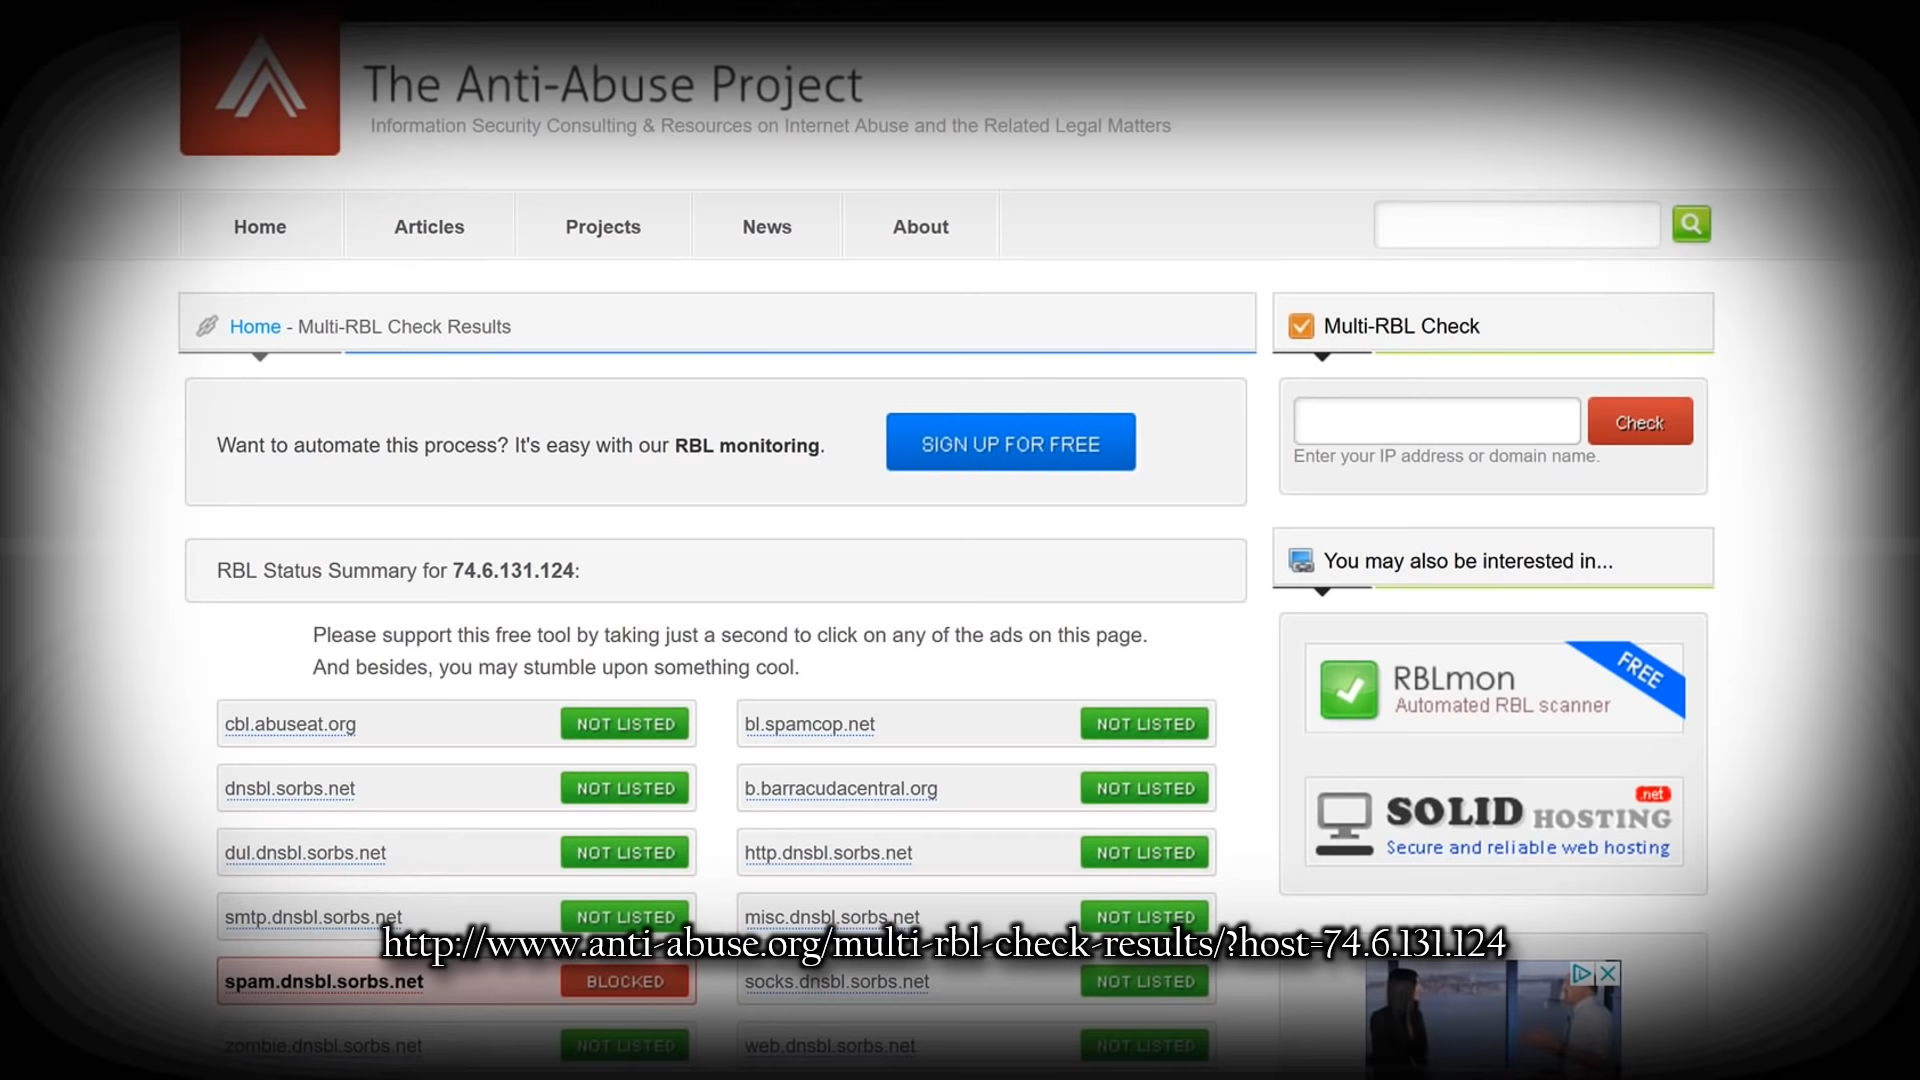 The Anti-Abuse Project
Information Security Consulting & Resources on Internet Abuse and the Related Legal Matters
Home Articles Projects News About
Home - Multi-RBL Check Results
Want to automate this process? It's easy with our RBL monitoring.
SIGN UP FOR FREE
RBL Status Summary for 74.6.131.124:
Please support this free tool by taking just a second to click on any of the ads on this page.
And besides, you may stumble upon something cool.
cbl.abuseat.org NOT LISTED
bl.spamcop.net NOT LISTED
dnsbl.sorbs.net NOT LISTED
b.barracudacentral.org NOT LISTED
dul.dnsbl.sorbs.net NOT LISTED
http.dnsbl.sorbs.net NOT LISTED
smtp.dnsbl.sorbs.net NOT LISTED
misc.dnsbl.sorbs.net NOT LISTED
http://www.anti-abuse.org/multi-rbl-check-results/?host=74.6.131.124
spam.dnsbl.sorbs.net BLOCKED
socks.dnsbl.sorbs.net NOT LISTED
zombie.dnsbl.sorbs.net NOT LISTED
web.dnsbl.sorbs.net NOT LISTED
Multi-RBL Check
Check
Enter your IP address or domain name.
You may also be interested in...
RBLmon
FREE
Automated RBL scanner
SOLID HOSTING .net
Secure and reliable web hosting